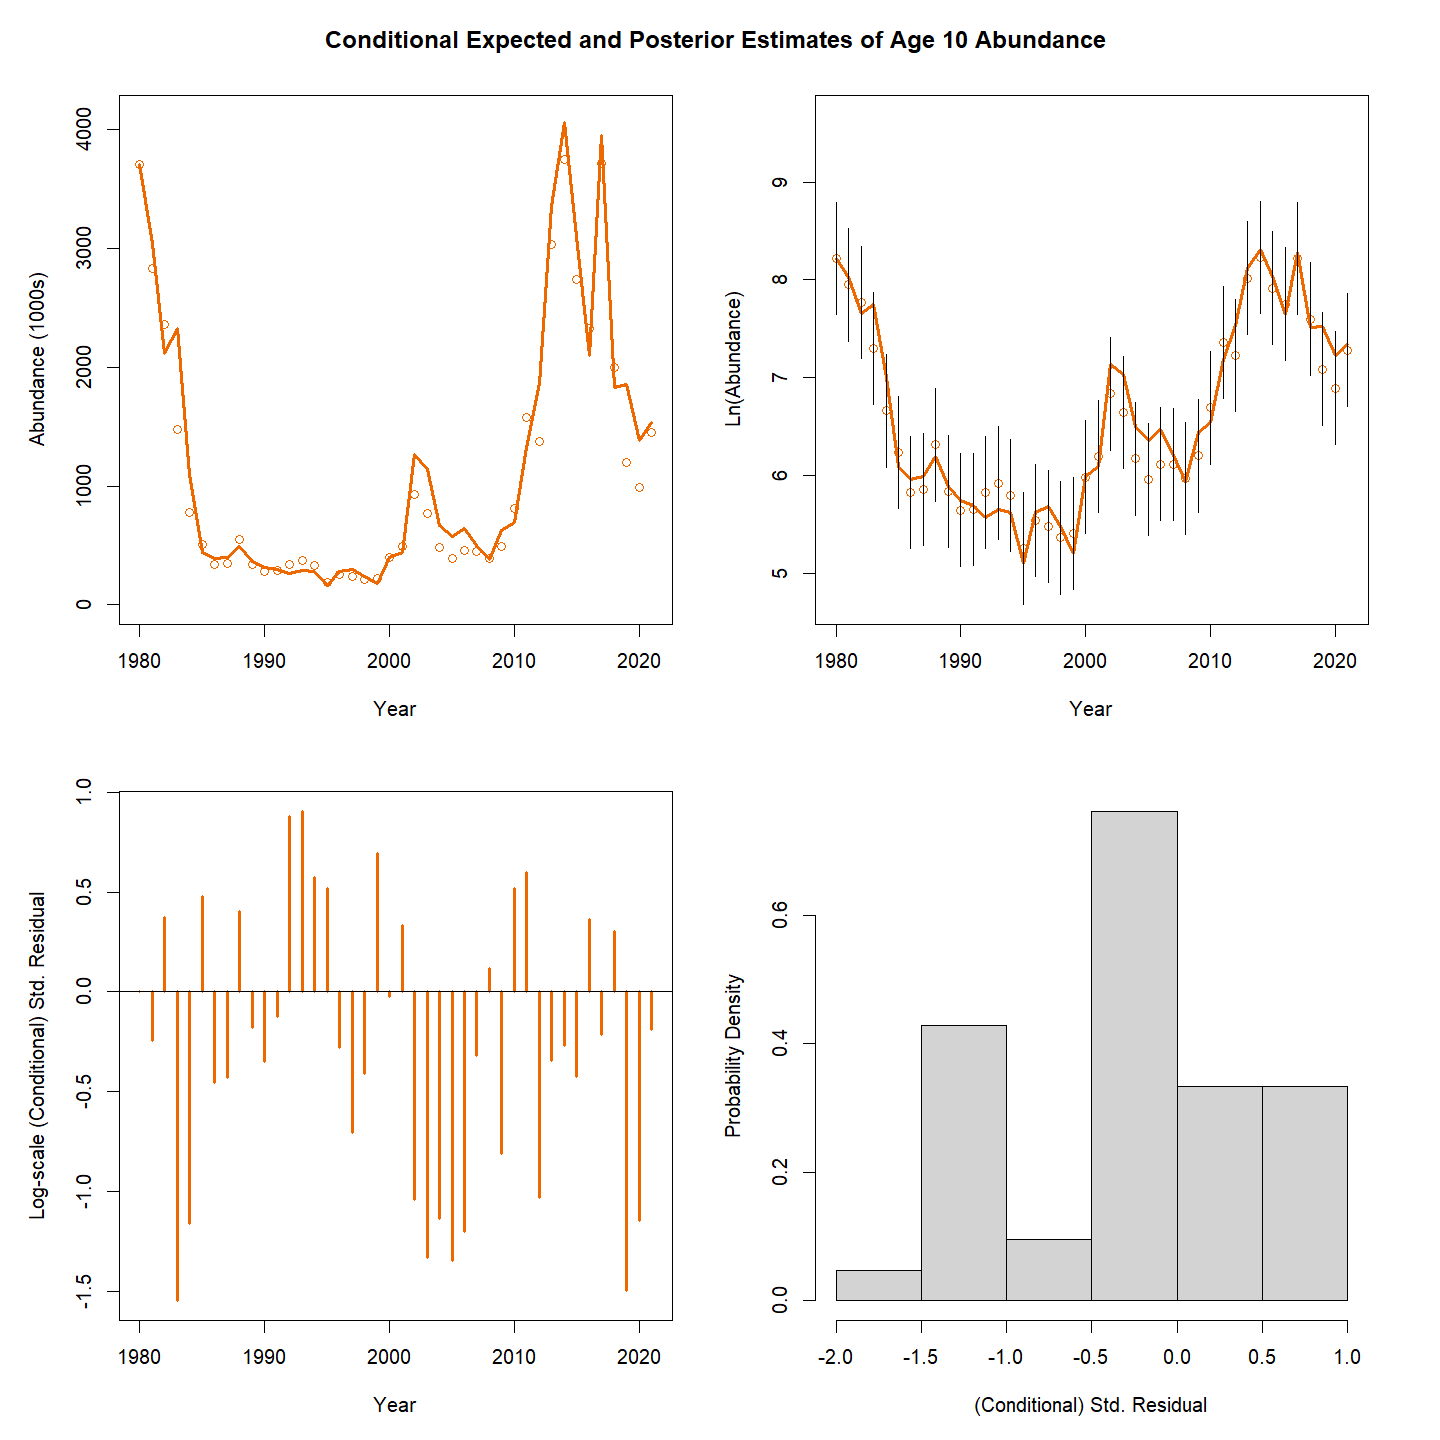 Conditional Expected and Posterior Estimates of Age 10 Abundance
Abundance (1000s)
4000
3000
2000
1000
0
1980 1990 2000 2010 2020
Year
Ln(Abundance)
9
8
7
6
5
1980 1990 2000 2010 2020
Year
Log-scale (Conditional) Std. Residual
1.0
0.5
0.0
-0.5
-1.0
-1.5
1980 1990 2000 2010 2020
Year
Probability Density
0.6
0.4
0.2
0.0
-2.0 -1.5 -1.0 -0.5 0.0 0.5 1.0
(Conditional) Std. Residual